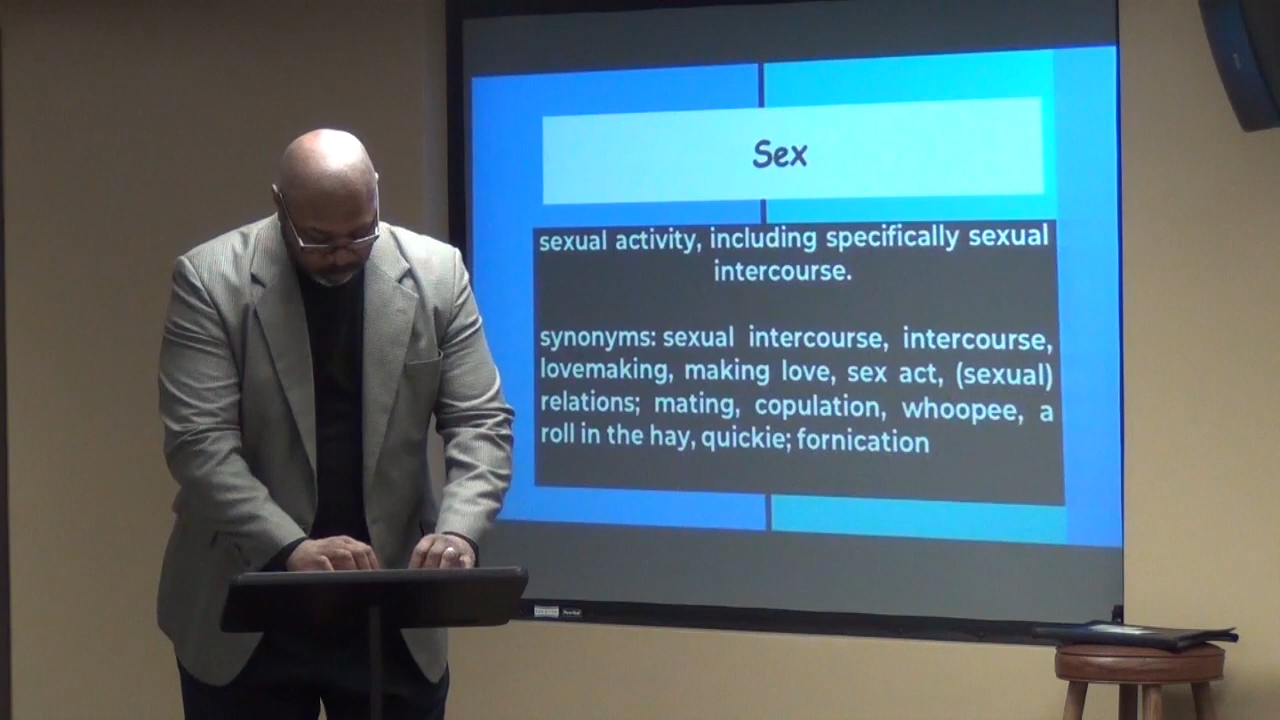 Sex
sexual activity, including specifically sexual
intercourse.
synonyms: sexual intercourse, intercourse,
lovemaking, making love, sex act, (sexual)
relations; mating, copulation, whoopee, a
roll in the hay, quickie; fornication